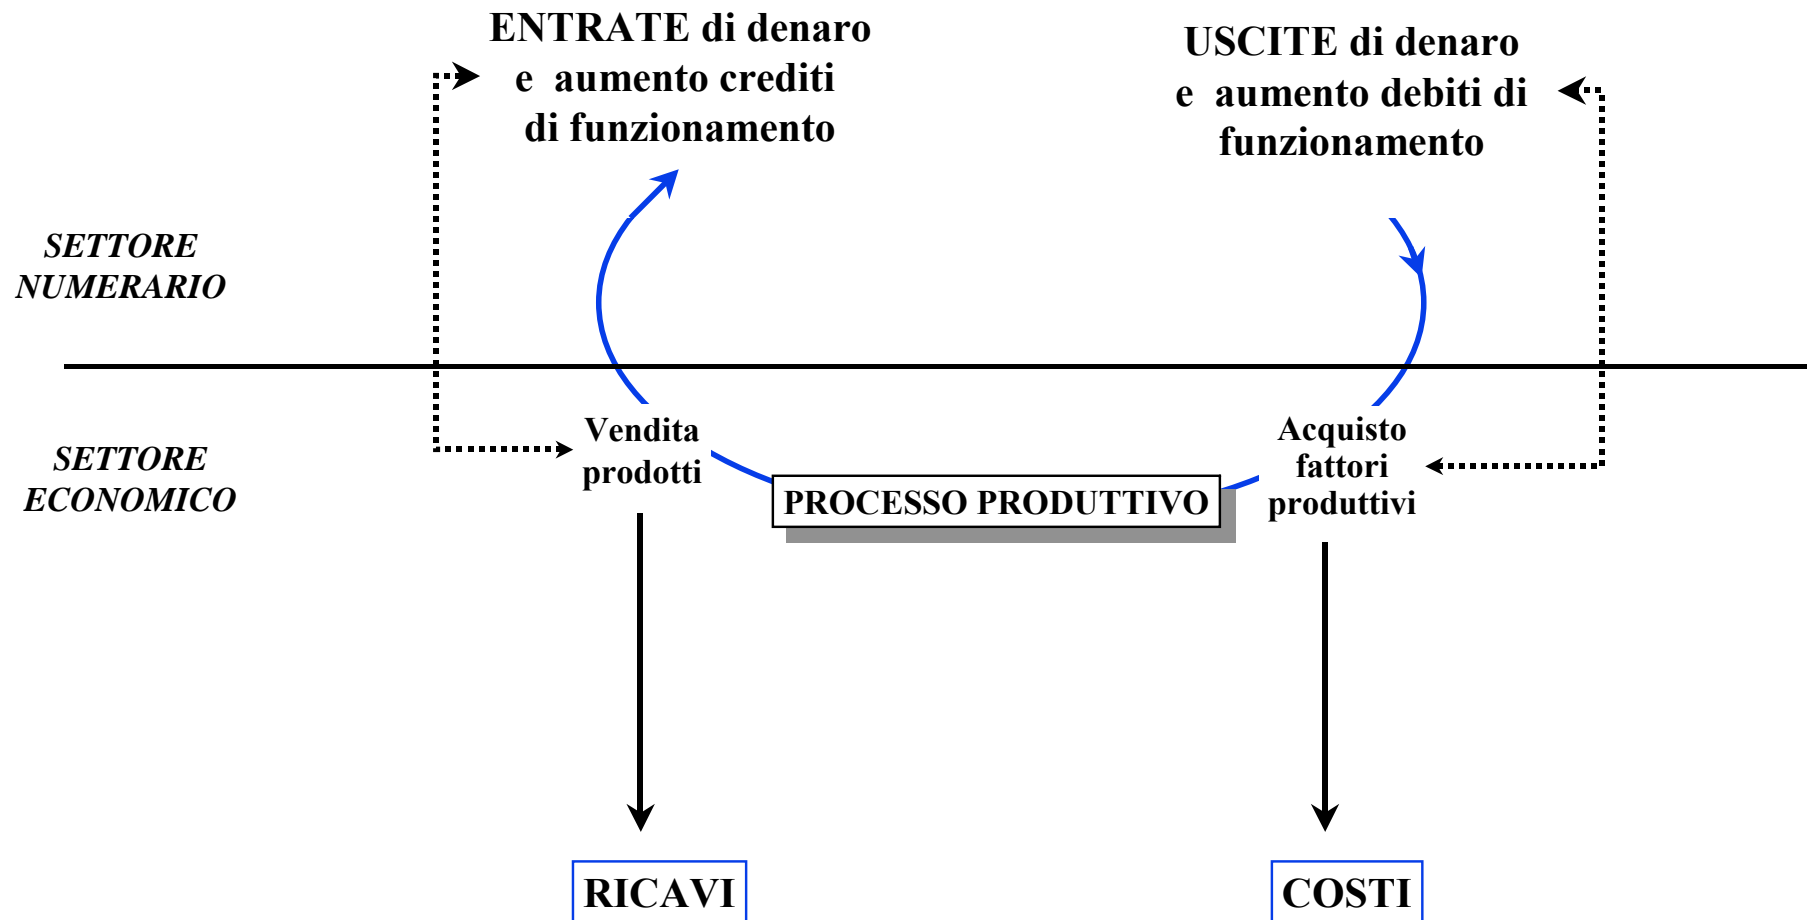 ENTRATE di denaro
e aumento crediti
di funzionamento
USCITE di denaro
e aumento debiti di
funzionamento
SETTORE
NUMERARIO
SETTORE
ECONOMICO
Vendita
prodotti
PROCESSO PRODUTTIVO
Acquisto
fattori
produttivi
RICAVI
COSTI